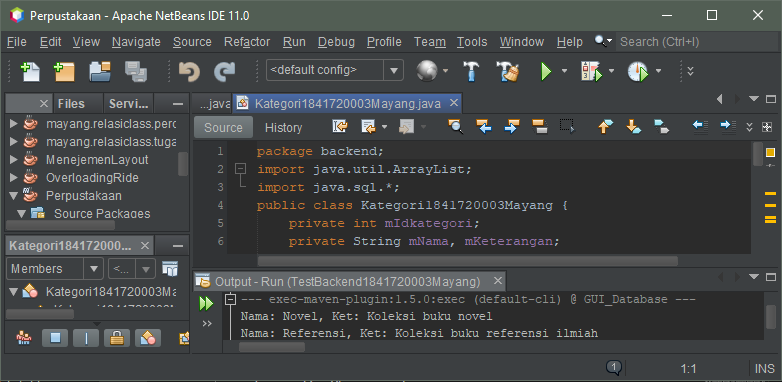 Perpustakaan - Apache NetBeans IDE 11.0
File Edit View Navigate Source Refactor Run Debug Profile Team Tools Window Help Search (Ctrl+I)
<default config>
Files Servi...
...java Kategori1841720003Mayang.java
Source History
mayang.relasiclass.perc
mayang.relasiclass.tuga
MenejemenLayout
OverloadingRide
Perpustakaan
Source Packages
1 package backend;
2 import java.util.ArrayList;
3 import java.sql.*;
4 public class Kategori1841720003Mayang {
5 private int mIdkategori;
6 private String mNama, mKeterangan;
Kategori184172000...
Members <...
Kategori1841720003Ma
Output - Run (TestBackend1841720003Mayang)
--- exec-maven-plugin:1.5.0:exec (default-cli) @ GUI_Database ---
Nama: Novel, Ket: Koleksi buku novel
Nama: Referensi, Ket: Koleksi buku referensi ilmiah
1 1:1 INS